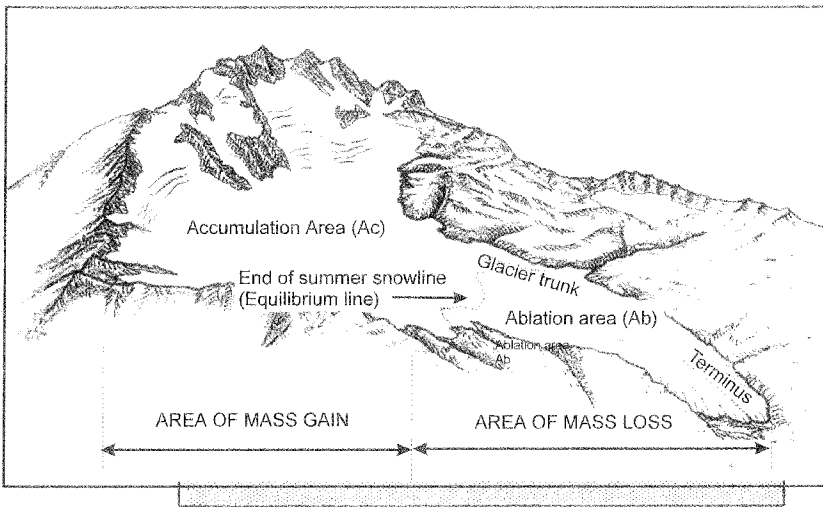 Accumulation Area (Ac)
End of summer snowline
(Equilibrium line)
Glacier trunk
Ablation area (Ab)
Ablation area
Ab
Terminus
AREA OF MASS GAIN
AREA OF MASS LOSS